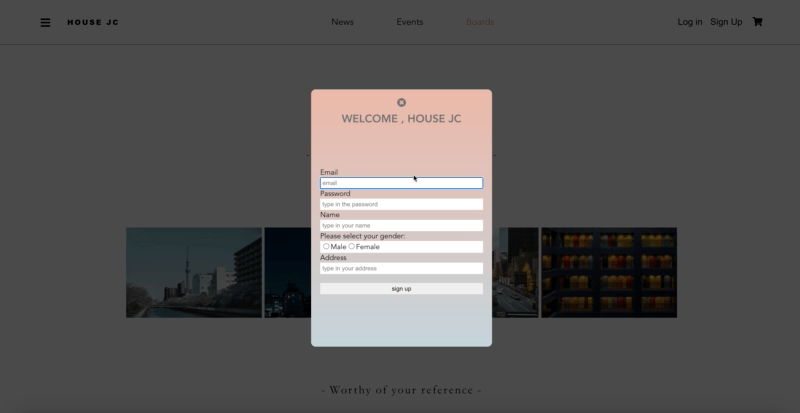 HOUSE JC
News
Events
Boards
Log in
Sign Up
WELCOME , HOUSE JC
Email
email
Password
type in the password
Name
type in your name
Please select your gender:
Male Female
Address
type in your address
sign up
- Worthy of your reference -